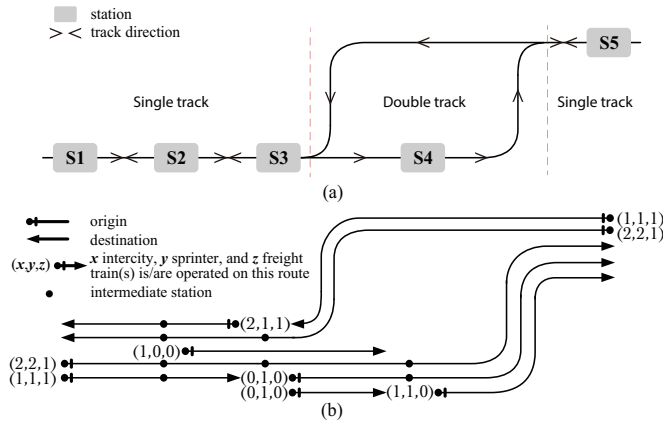 station
track direction
S5
Single track
Double track
Single track
S1
S2
S3
S4
(a)
origin
destination
(x,y,z)
x intercity, y sprinter, and z freight
train(s) is/are operated on this route
intermediate station
(1,1,1)
(2,2,1)
(2,1,1)
(1,0,0)
(2,2,1)
(1,1,1)
(0,1,0)
(0,1,0)
(1,1,0)
(b)